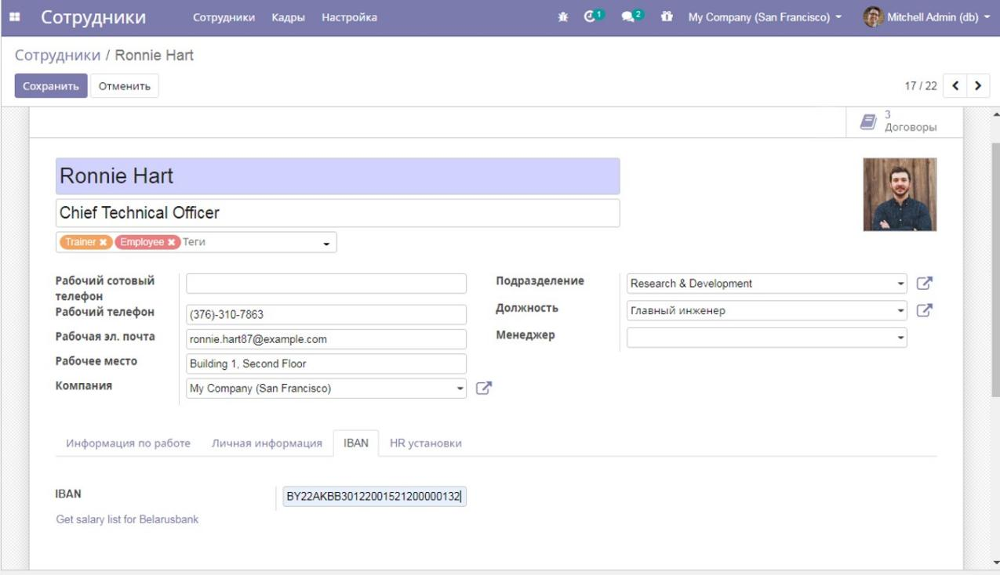 Сотрудники Сотрудники Кадры Настройка 1 2 My Company (San Francisco) Mitchell Admin (db)
Сотрудники / Ronnie Hart
Сохранить Отменить 17 / 22
3
Договоры
Ronnie Hart
Chief Technical Officer
Trainer Employee Теги
Рабочий сотовый
телефон
Рабочий телефон (376)-310-7863
Рабочая эл. почта ronnie.hart87@example.com
Рабочее место Building 1, Second Floor
Компания My Company (San Francisco)
Подразделение Research & Development
Должность Главный инженер
Менеджер
Информация по работе Личная информация IBAN HR установки
IBAN BY22AKBB30122001521200000132
Get salary list for Belarusbank